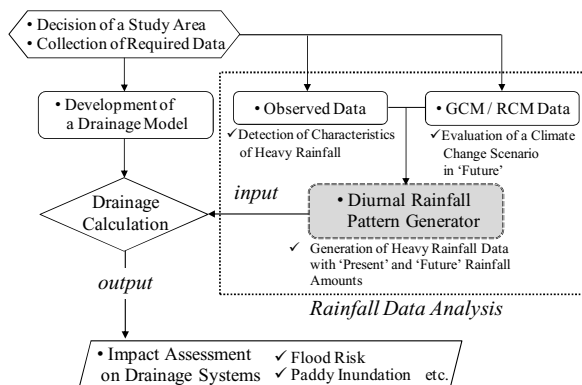 • Decision of a Study Area
• Collection of Required Data
• Development of
a Drainage Model
• Observed Data
✓Detection of Characteristics
of Heavy Rainfall
• GCM / RCM Data
✓Evaluation of a Climate
Change Scenario
in ‘Future’
input
• Diurnal Rainfall
Pattern Generator
Drainage
Calculation
✓ Generation of Heavy Rainfall Data
with ‘Present’ and ‘Future’ Rainfall
Amounts
output
Rainfall Data Analysis
• Impact Assessment
on Drainage Systems
✓ Flood Risk
✓ Paddy Inundation etc.